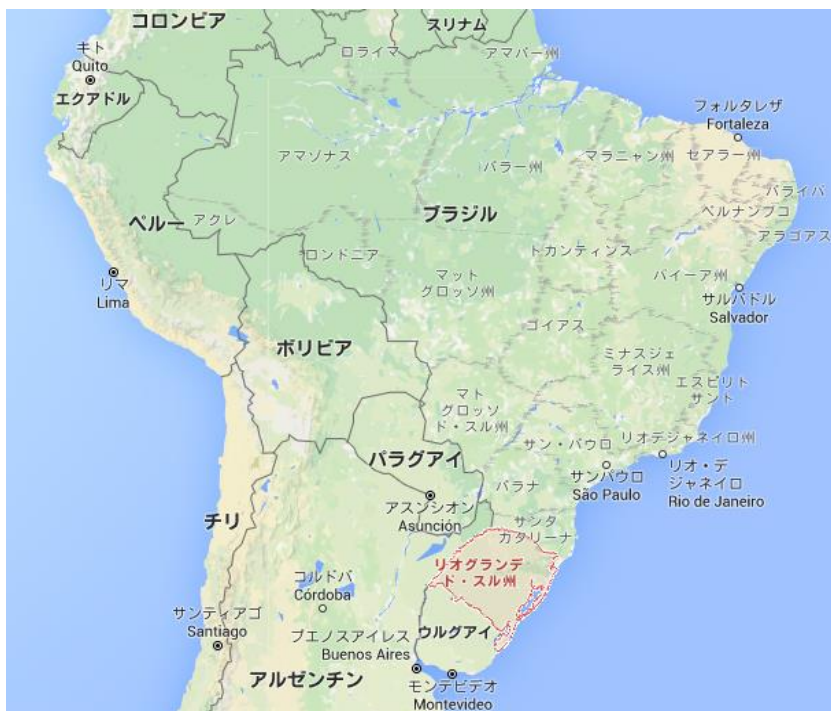 コロンビア
スリナム
キト
Quito
エクアドル
ロライマ
アマパー州
フォルタレザ
Fortaleza
アマゾナス
パラー州
マラニャン州
セアラー州
パライバ
ペルナンブコ
アラゴアス
ペルー
アクレ
ブラジル
ロンドニア
トカンティンス
リマ
Lima
マット
グロッソ州
バイーア州
サルバドル
Salvador
ゴイアス
ボリビア
ミナスジェ
ライス州
エスピリト
サント
マト
グロッソ
ド・スル州
サン・パウロ
リオデジャネイロ州
パラグアイ
サンパウロ
São Paulo
リオ・デ
ジャネイロ
Rio de Janeiro
パラナ
アスンシオン
Asunción
サンタ
カタリーナ
チリ
リオグランデ
ド・スル州
コルドバ
Córdoba
サンティアゴ
Santiago
ブエノスアイレス
Buenos Aires
ウルグアイ
アルゼンチン
モンテビデオ
Montevideo